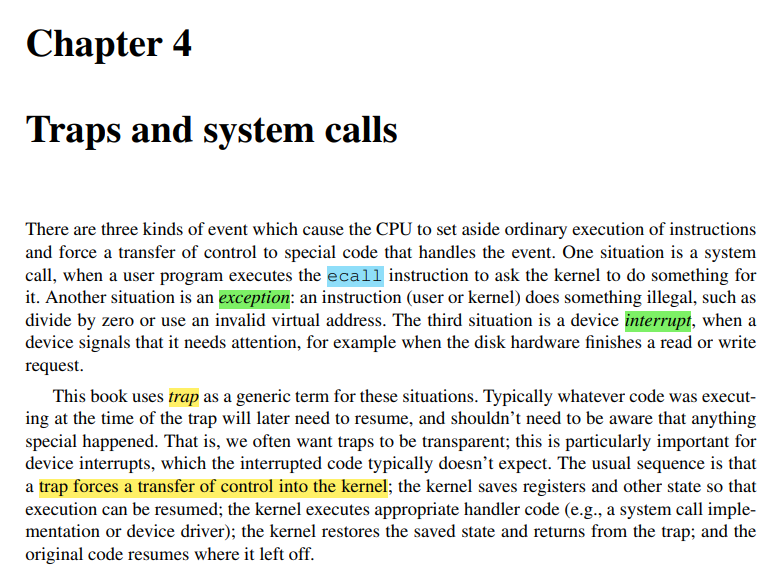 Chapter 4
Traps and system calls
There are three kinds of event which cause the CPU to set aside ordinary execution of instructions
and force a transfer of control to special code that handles the event. One situation is a system
call, when a user program executes the ecall instruction to ask the kernel to do something for
it. Another situation is an exception: an instruction (user or kernel) does something illegal, such as
divide by zero or use an invalid virtual address. The third situation is a device interrupt, when a
device signals that it needs attention, for example when the disk hardware finishes a read or write
request.
This book uses trap as a generic term for these situations. Typically whatever code was execut-
ing at the time of the trap will later need to resume, and shouldn't need to be aware that anything
special happened. That is, we often want traps to be transparent; this is particularly important for
device interrupts, which the interrupted code typically doesn't expect. The usual sequence is that
a trap forces a transfer of control into the kernel; the kernel saves registers and other state so that
execution can be resumed; the kernel executes appropriate handler code (e.g., a system call imple-
mentation or device driver); the kernel restores the saved state and returns from the trap; and the
original code resumes where it left off.